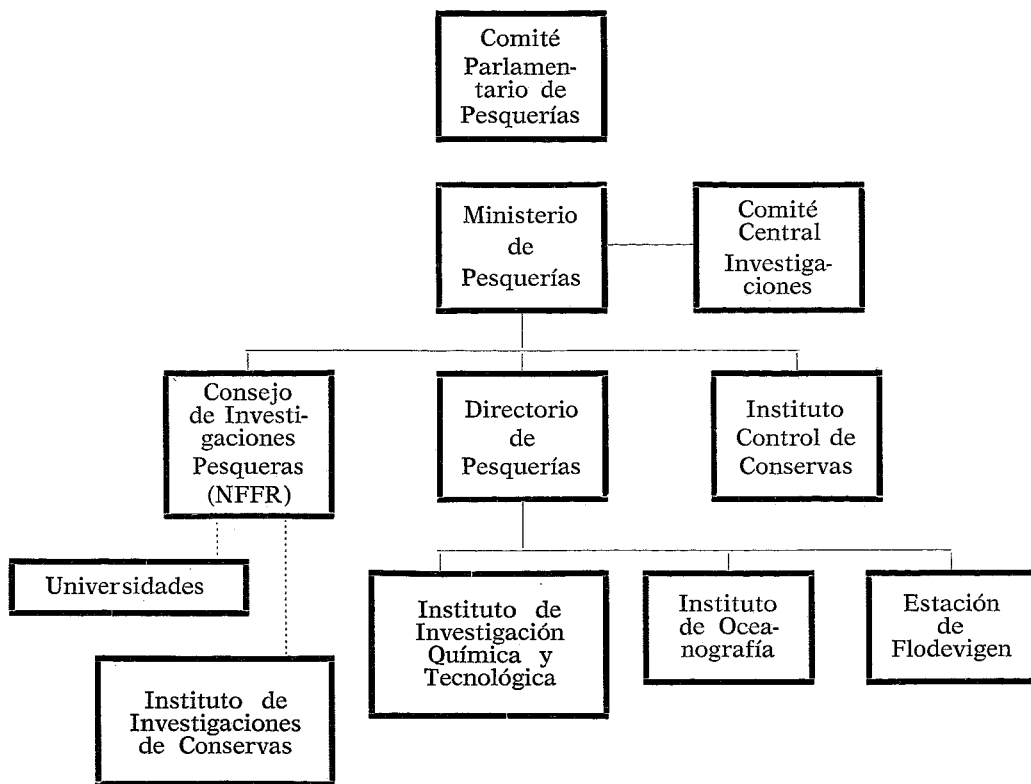 Comité
Parlamen-
tario de
Pesquerías
Ministerio
de
Pesquerías
Comité
Central
Investiga-
ciones
Consejo
de Investi-
gaciones
Pesqueras
(NFFR)
Directorio
de
Pesquerías
Instituto
Control de
Conservas
Universidades
Instituto de
Investigación
Química y
Tecnológica
Instituto
de Ocea-
nografía
Estación
de
Flodevigen
Instituto de
Investigaciones
de Conservas